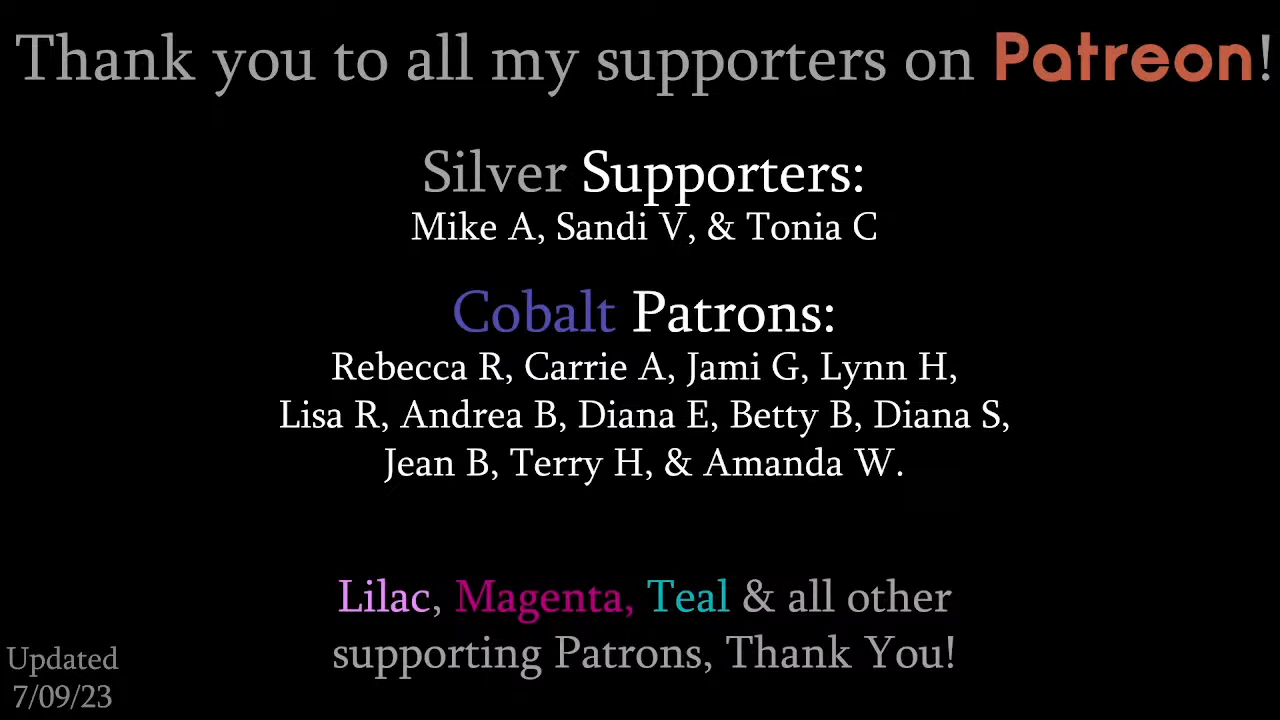 Thank you to all my supporters on Patreon!
Silver Supporters:
Mike A, Sandi V, & Tonia C
Cobalt Patrons:
Rebecca R, Carrie A, Jami G, Lynn H,
Lisa R, Andrea B, Diana E, Betty B, Diana S,
Jean B, Terry H, & Amanda W.
Lilac, Magenta, Teal & all other
supporting Patrons, Thank You!
Updated
7/09/23